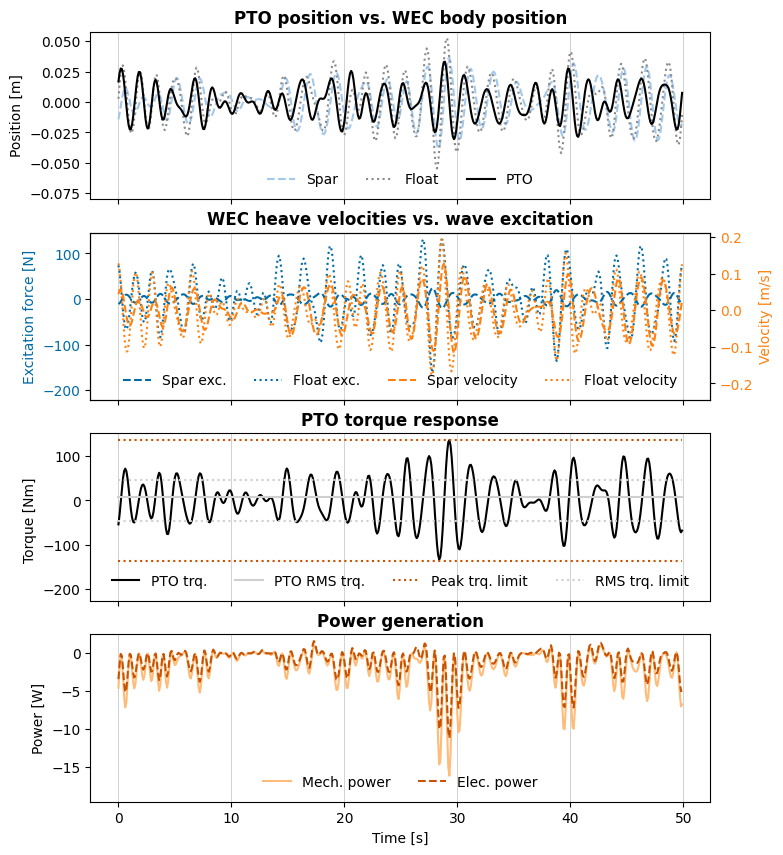 PTO position vs. WEC body position
0.050
0.025
0.000
−0.025
−0.050
−0.075
Position [m]
Spar Float PTO
WEC heave velocities vs. wave excitation
100
0
−100
−200
Excitation force [N]
0.2
0.1
0.0
−0.1
−0.2
Velocity [m/s]
Spar exc. Float exc. Spar velocity Float velocity
PTO torque response
100
0
−100
−200
Torque [Nm]
PTO trq. PTO RMS trq. Peak trq. limit RMS trq. limit
Power generation
0
−5
−10
−15
Power [W]
Mech. power Elec. power
0 10 20 30 40 50
Time [s]